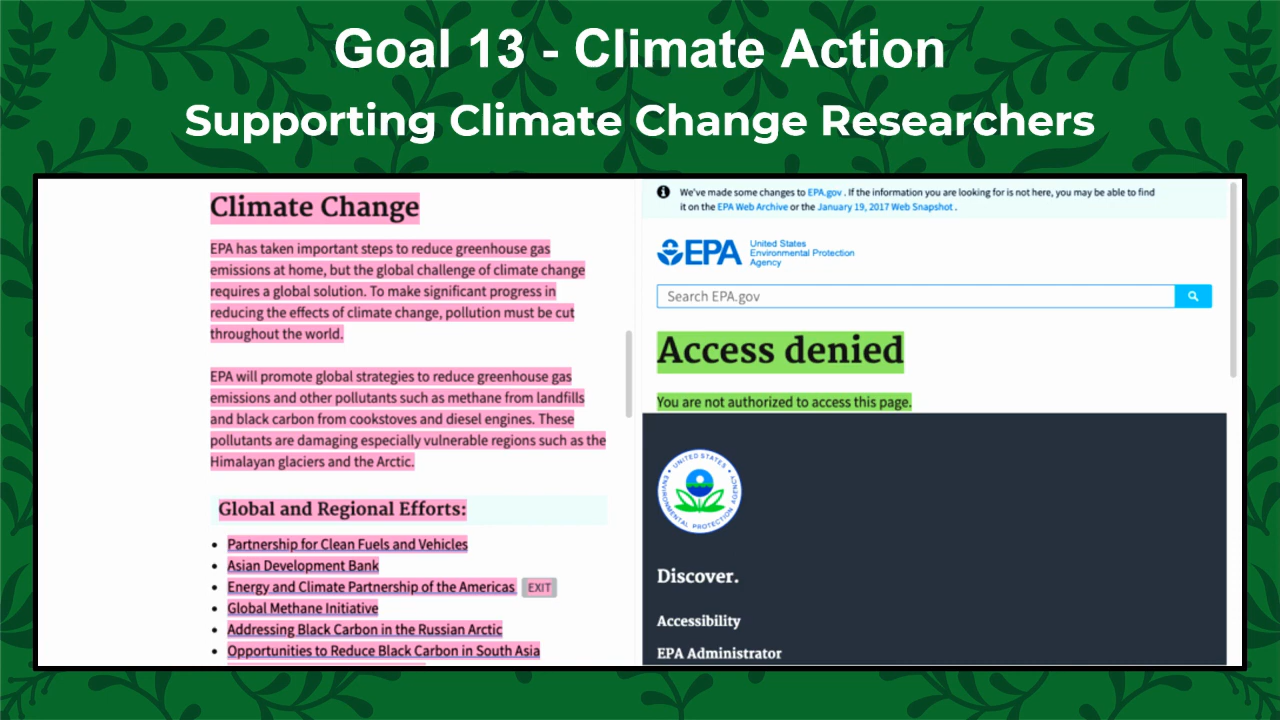 Goal 13 - Climate Action
Supporting Climate Change Researchers
Climate Change
EPA has taken important steps to reduce greenhouse gas
emissions at home, but the global challenge of climate change
requires a global solution. To make significant progress in
reducing the effects of climate change, pollution must be cut
throughout the world.
EPA will promote global strategies to reduce greenhouse gas
emissions and other pollutants such as methane from landfills
and black carbon from cookstoves and diesel engines. These
pollutants are damaging especially vulnerable regions such as the
Himalayan glaciers and the Arctic.
Global and Regional Efforts:
• Partnership for Clean Fuels and Vehicles
• Asian Development Bank
• Energy and Climate Partnership of the Americas EXIT
• Global Methane Initiative
• Addressing Black Carbon in the Russian Arctic
• Opportunities to Reduce Black Carbon in South Asia
We've made some changes to EPA.gov . If the information you are looking for is not here, you may be able to find
it on the EPA Web Archive or the January 19, 2017 Web Snapshot .
EPA
United States
Environmental Protection
Agency
Search EPA.gov
Access denied
You are not authorized to access this page.
UNITED STATES
ENVIRONMENTAL PROTECTION AGENCY
Discover.
Accessibility
EPA Administrator